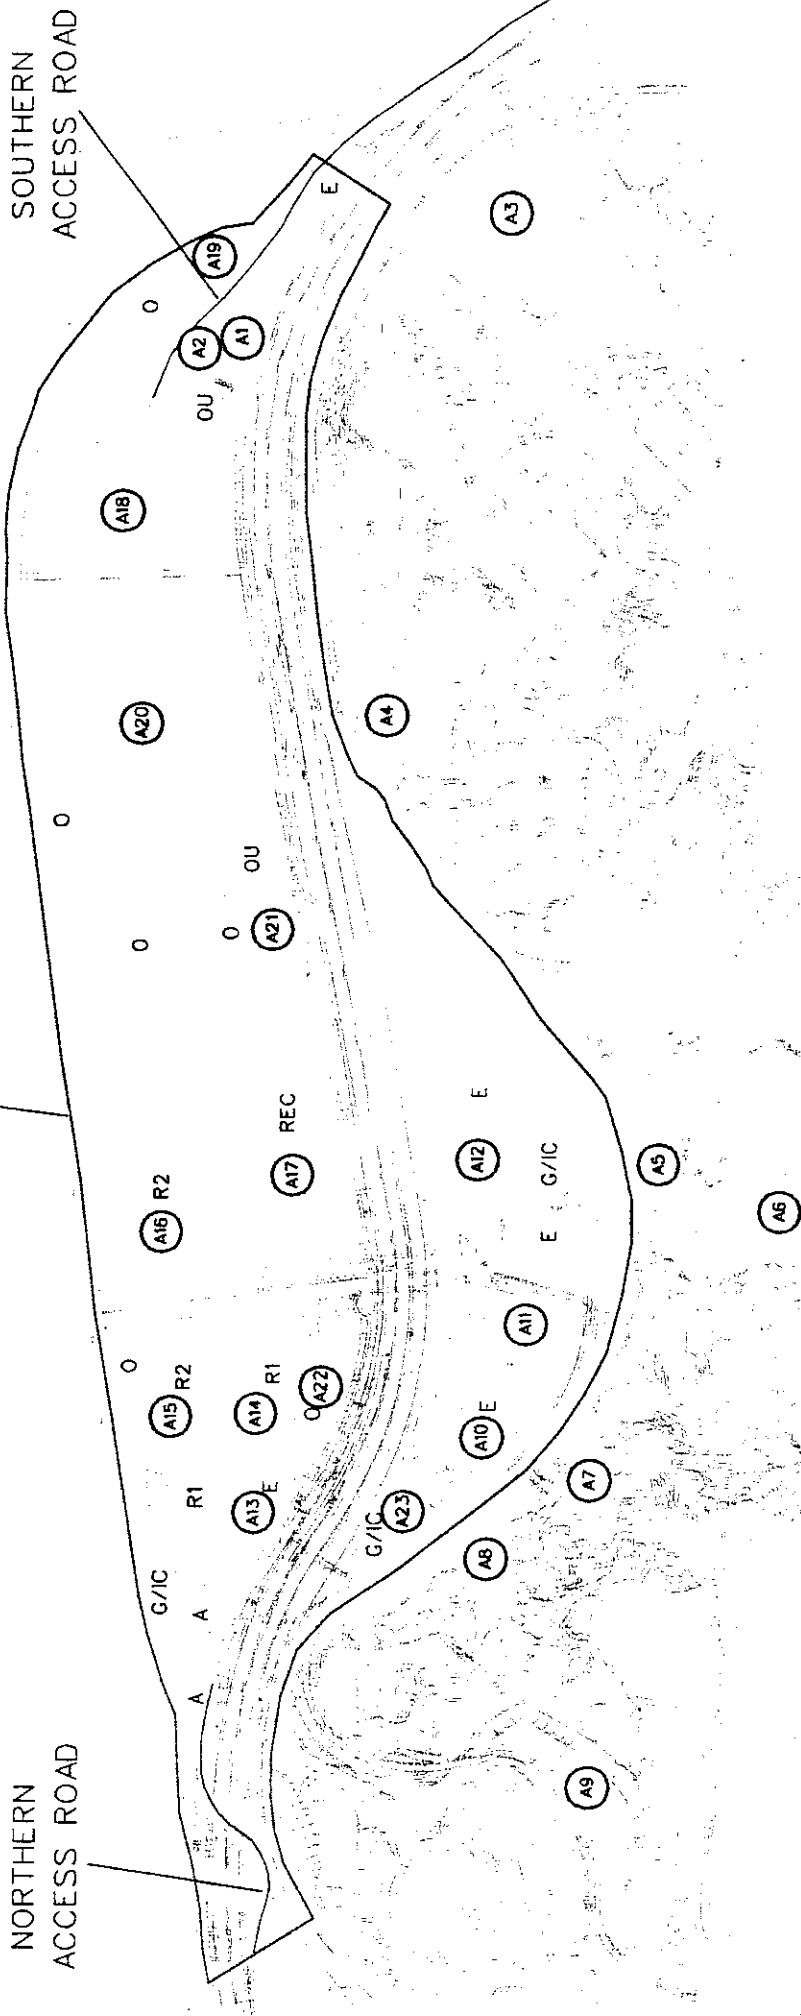 SOUTHERN
ACCESS ROAD
NORTHERN
ACCESS ROAD
A19
E
A3
O
A2
A1
OU
A18
A20
A4
O
OU
O
O
A21
REC
E
A16
R2
A17
A12
G/IC
A5
E
A6
O
A11
A15
R2
A14
R1
A22
O
A10
E
R1
A13
E
G/IC
A23
A7
A8
G/IC
A
A
A9